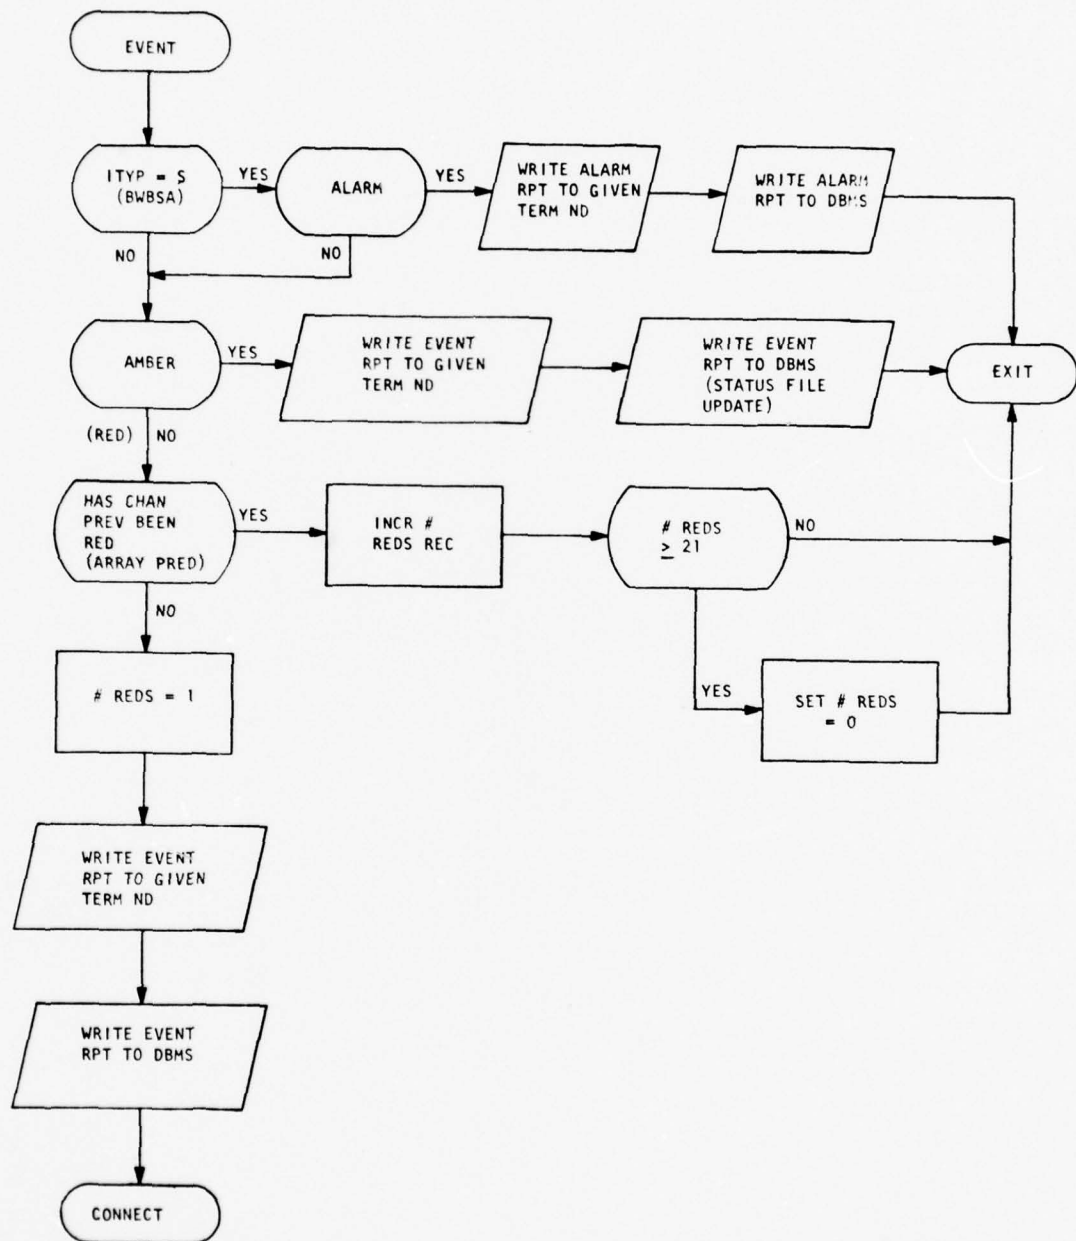 EVENT
ITYP = S
(BWBSA)
YES
ALARM
YES
WRITE ALARM
RPT TO GIVEN
TERM ND
WRITE ALARM
RPT TO DBMS
NO
NO
AMBER
YES
WRITE EVENT
RPT TO GIVEN
TERM ND
WRITE EVENT
RPT TO DBMS
(STATUS FILE
UPDATE)
EXIT
(RED) NO
HAS CHAN
PREV BEEN
RED
(ARRAY PRED)
YES
INCR #
REDS REC
# REDS
≥ 21
NO
NO
# REDS = 1
YES
SET # REDS
= 0
WRITE EVENT
RPT TO GIVEN
TERM ND
WRITE EVENT
RPT TO DBMS
CONNECT